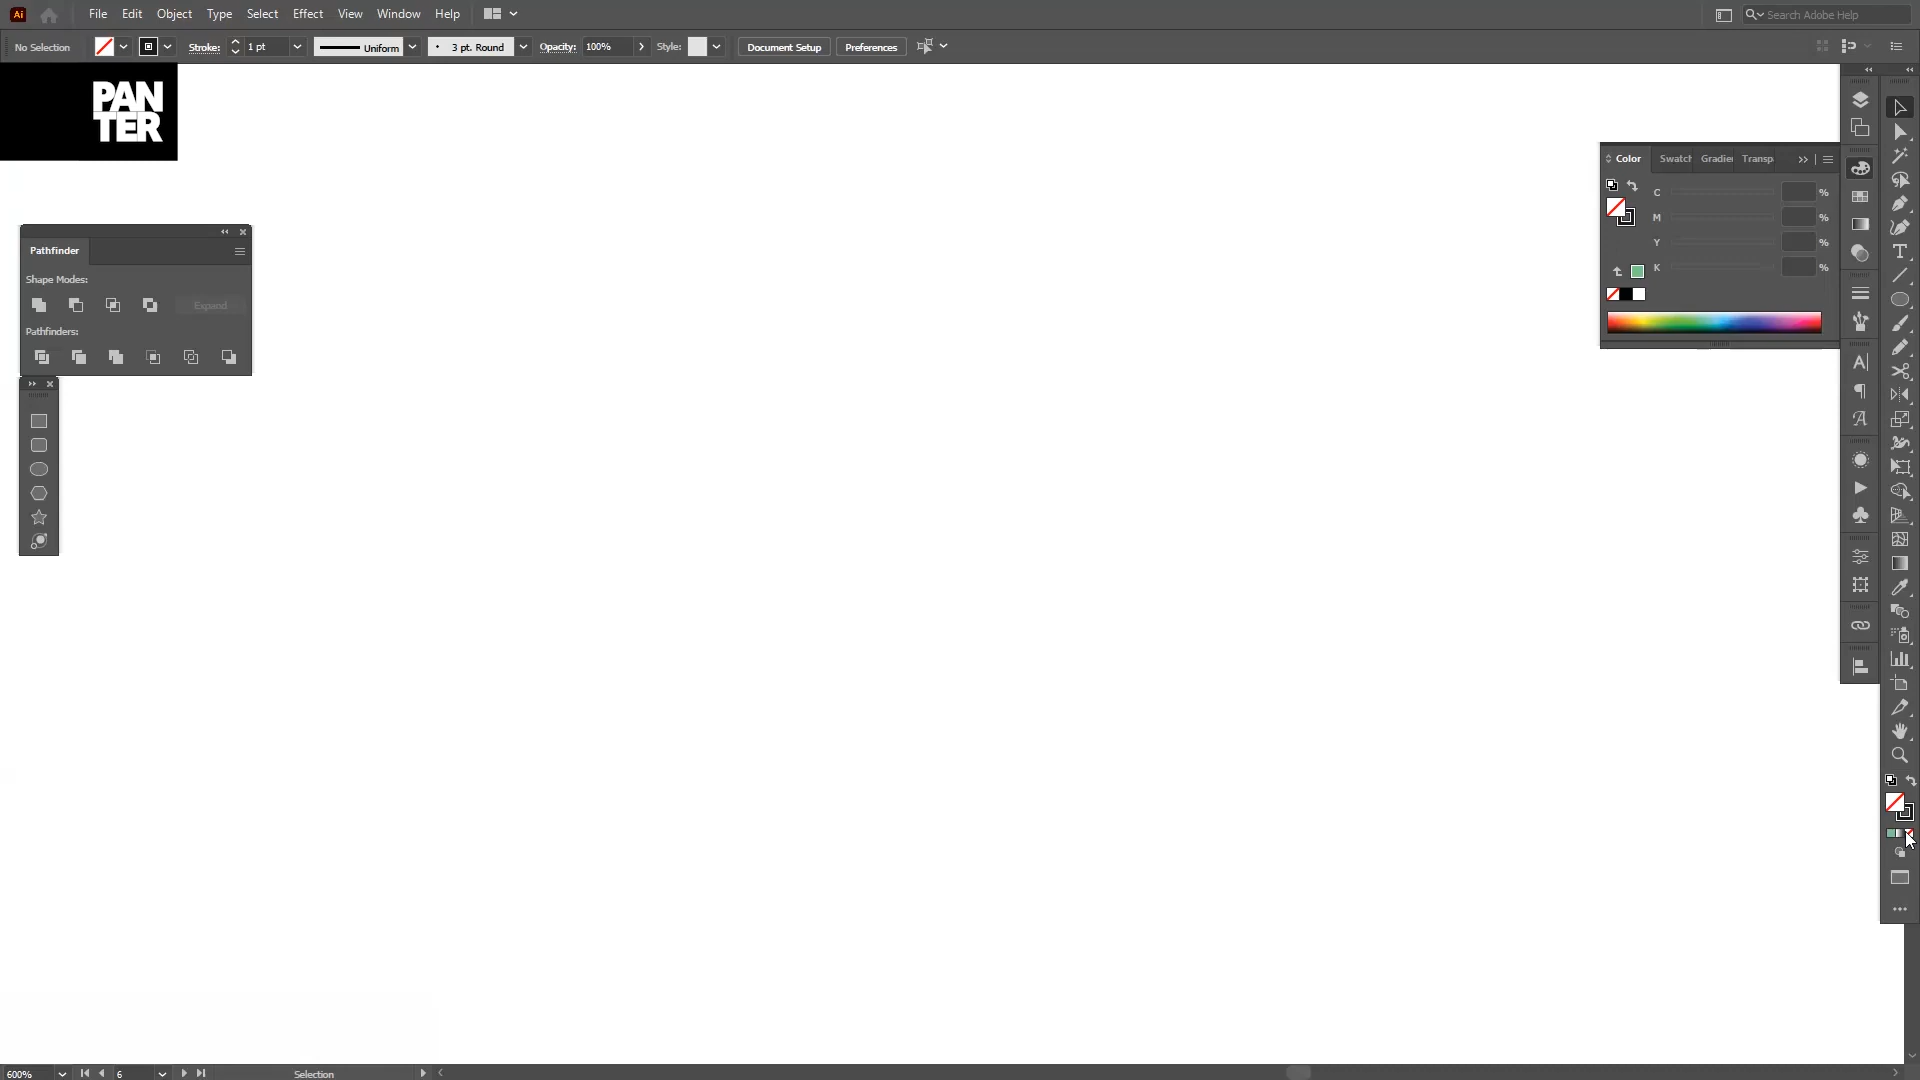 Ai File Edit Object Type Select Effect View Window Help Search Adobe Help
No Selection Stroke: 1 pt Uniform 3 pt. Round Opacity: 100% Style: Document Setup Preferences
PAN
TER
Color Swatch Gradie Transp
C %
M %
Y %
K %
Pathfinder
Shape Modes:
Expand
Pathfinders:
600% 6 Selection